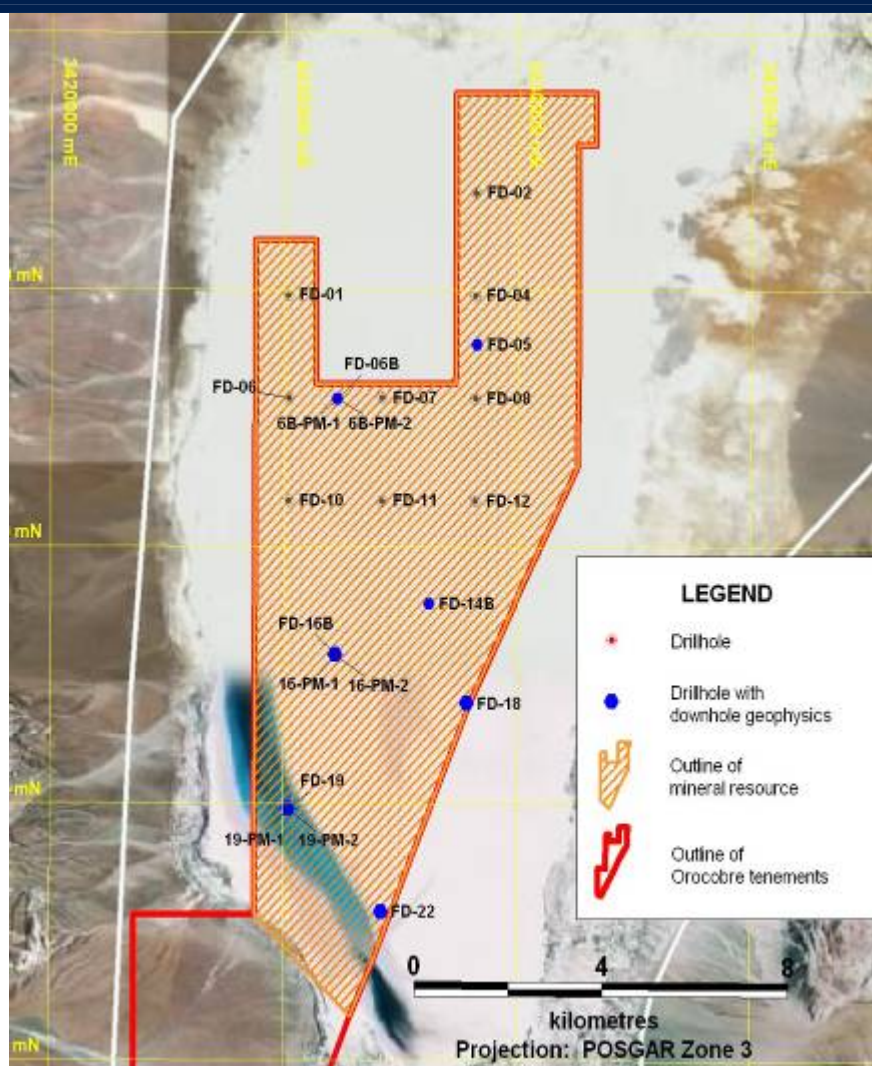 3420000 mE
FD-02
0 mN
FD-01
FD-04
FD-05
FD-06B
FD-06
FD-07
FD-08
6B-PM-1 6B-PM-2
FD-10
FD-11
FD-12
mN
FD-14B
FD-16B
16-PM-1 16-PM-2
FD-18
FD-19
mN
19-PM-1 19-PM-2
FD-22
LEGEND
Drillhole
Drillhole with
downhole geophysics
Outline of
mineral resource
Outline of
Orocobre tenements
0 4 8
kilometres
mN
Projection: POSGAR Zone 3